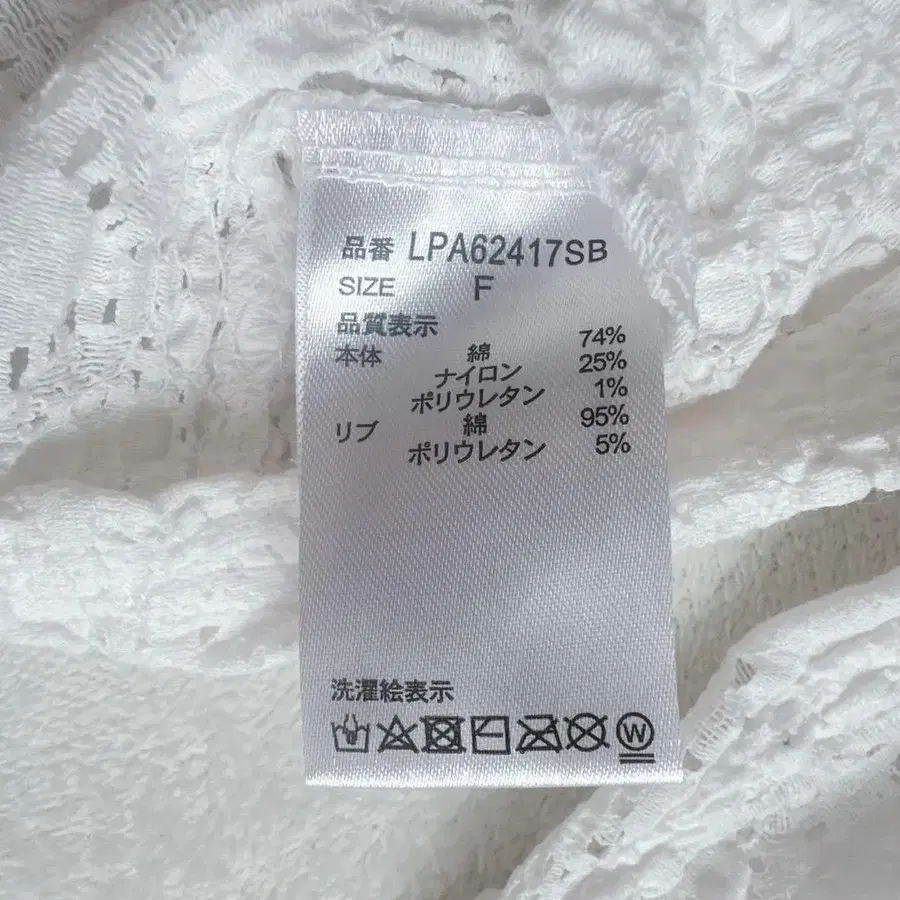 品番 LPA62417SB
SIZE F
品質表示
本体 綿 74%
ナイロン 25%
ポリウレタン 1%
リブ 綿 95%
ポリウレタン 5%
洗濯絵表示
W